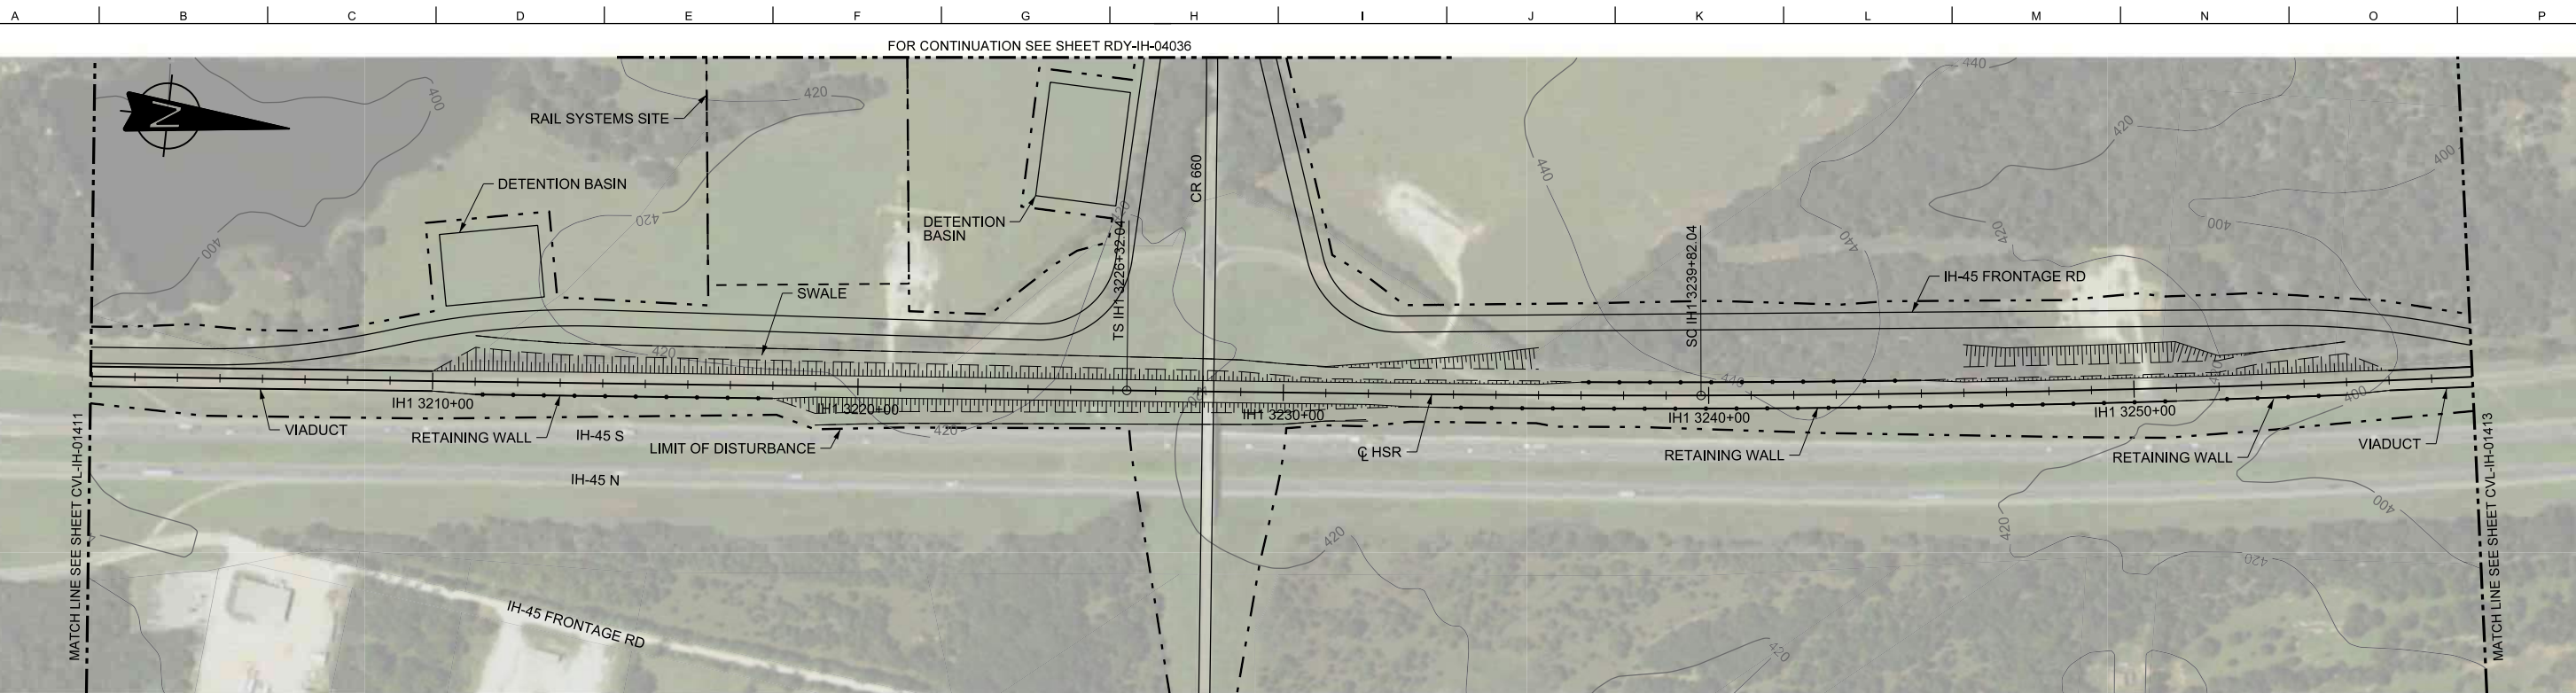 A B C D E F G H I J K L M N O P
FOR CONTINUATION SEE SHEET RDY-IH-04036
N
RAIL SYSTEMS SITE
DETENTION BASIN
DETENTION
BASIN
SWALE
CR 660
TS IH1 3226+32.04
SC IH1 3239+82.04
IH-45 FRONTAGE RD
IH1 3210+00
IH1 3220+00
IH1 3230+00
IH1 3240+00
IH1 3250+00
VIADUCT
RETAINING WALL
IH-45 S
LIMIT OF DISTURBANCE
℄ HSR
RETAINING WALL
RETAINING WALL
VIADUCT
IH-45 N
IH-45 FRONTAGE RD
MATCH LINE SEE SHEET CVL-IH-01411
MATCH LINE SEE SHEET CVL-IH-01413
400
400
420
420
420
420
440
440
440
440
420
420
400
400
400
400
420
420
420
420